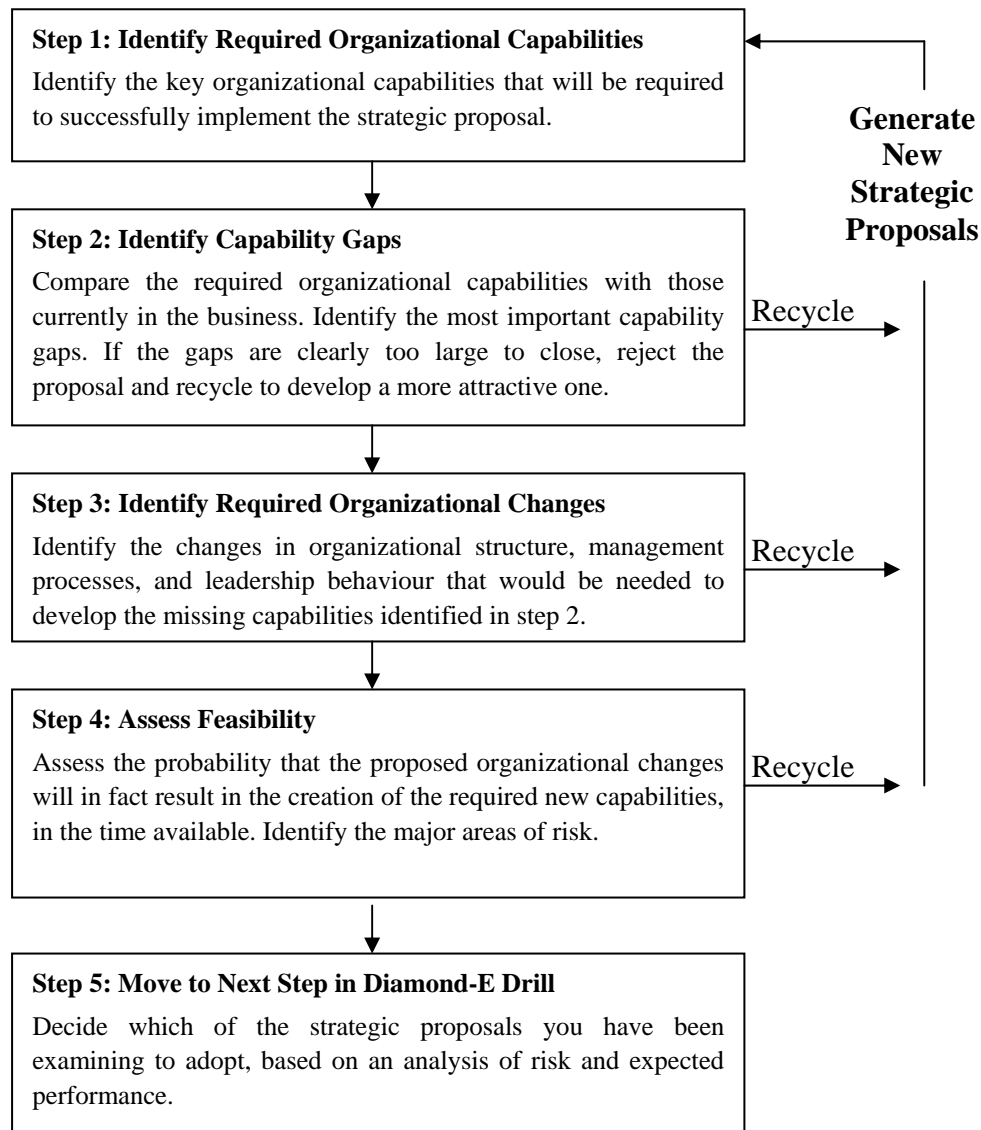 Step 1: Identify Required Organizational Capabilities
Identify the key organizational capabilities that will be required
to successfully implement the strategic proposal.
Generate
New
Strategic
Proposals
Step 2: Identify Capability Gaps
Compare the required organizational capabilities with those
currently in the business. Identify the most important capability
gaps. If the gaps are clearly too large to close, reject the
proposal and recycle to develop a more attractive one.
Recycle
Step 3: Identify Required Organizational Changes
Identify the changes in organizational structure, management
processes, and leadership behaviour that would be needed to
develop the missing capabilities identified in step 2.
Recycle
Step 4: Assess Feasibility
Assess the probability that the proposed organizational changes
will in fact result in the creation of the required new capabilities,
in the time available. Identify the major areas of risk.
Recycle
Step 5: Move to Next Step in Diamond-E Drill
Decide which of the strategic proposals you have been
examining to adopt, based on an analysis of risk and expected
performance.